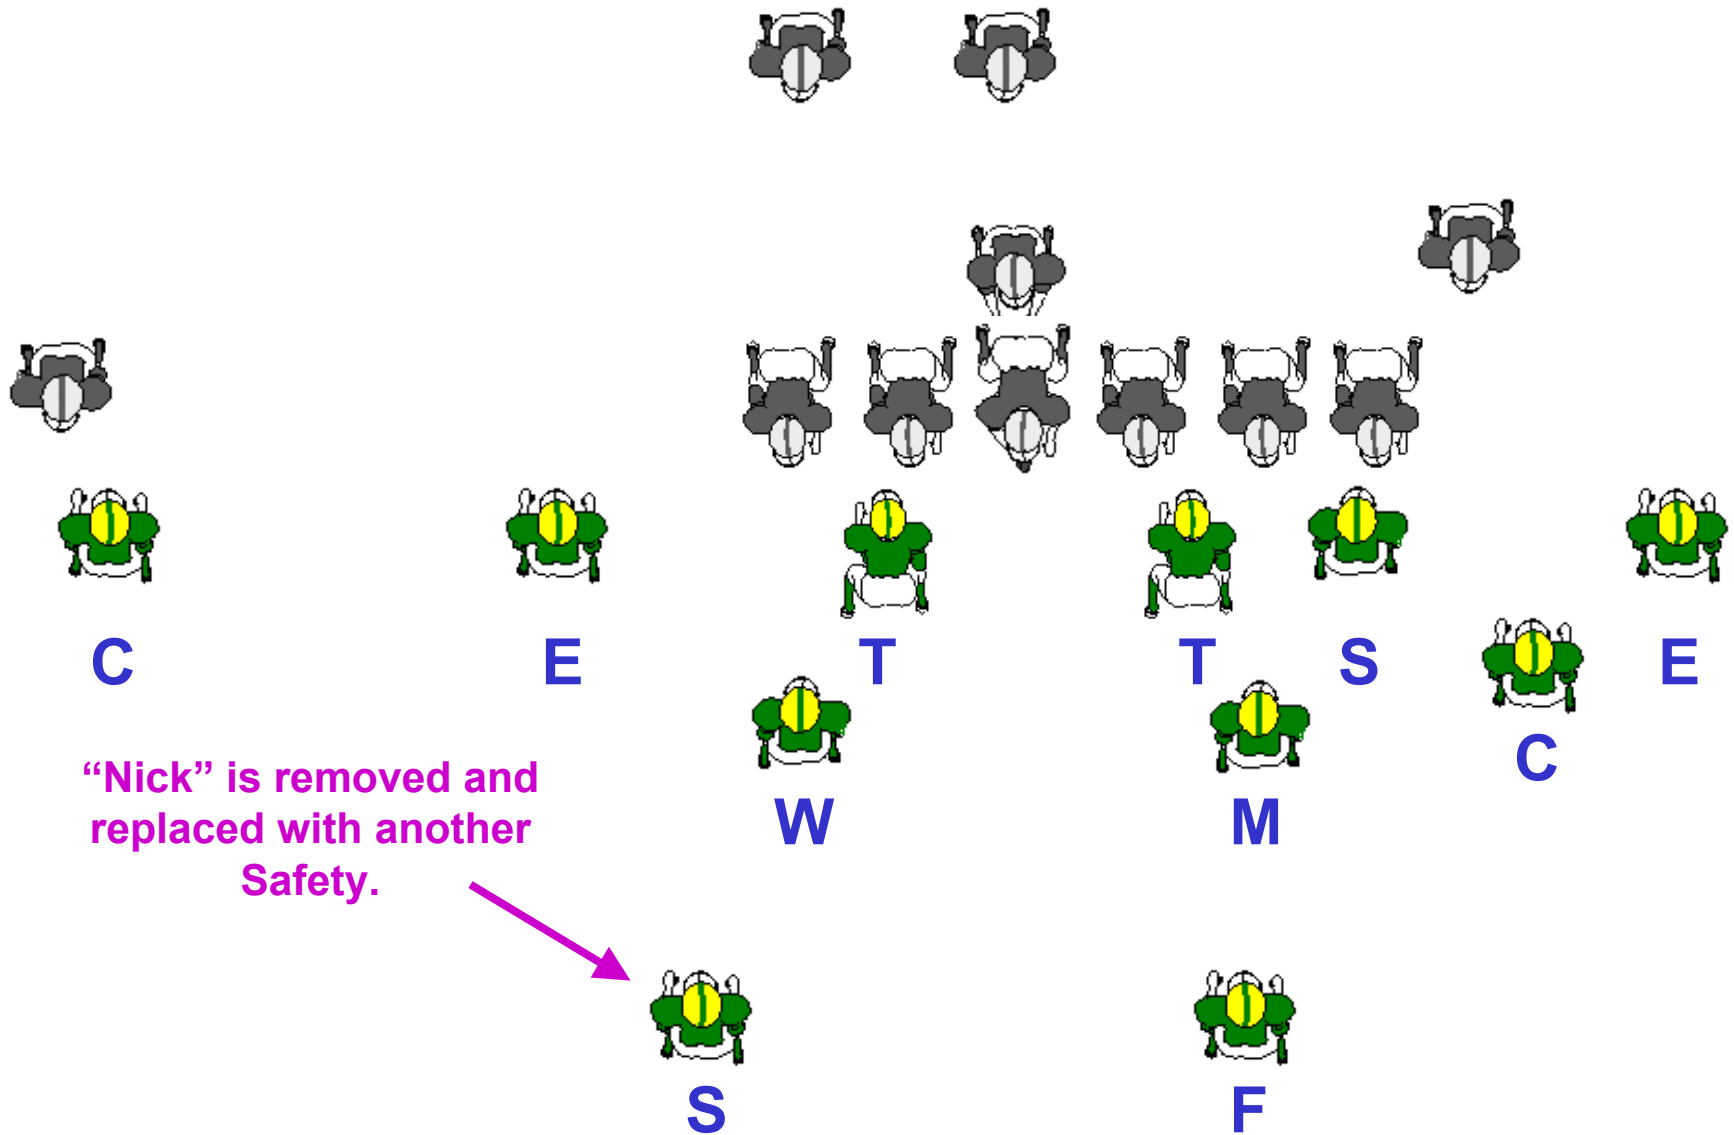 C E T T S E
C
“Nick” is removed and
replaced with another
Safety.
W M
S F